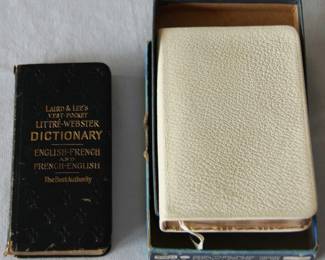 LAIRD & LEE'S
VEST-POCKET
LITTRÉ-WEBSTER
DICTIONARY
ENGLISH-FRENCH
AND
FRENCH-ENGLISH
The Best Authority